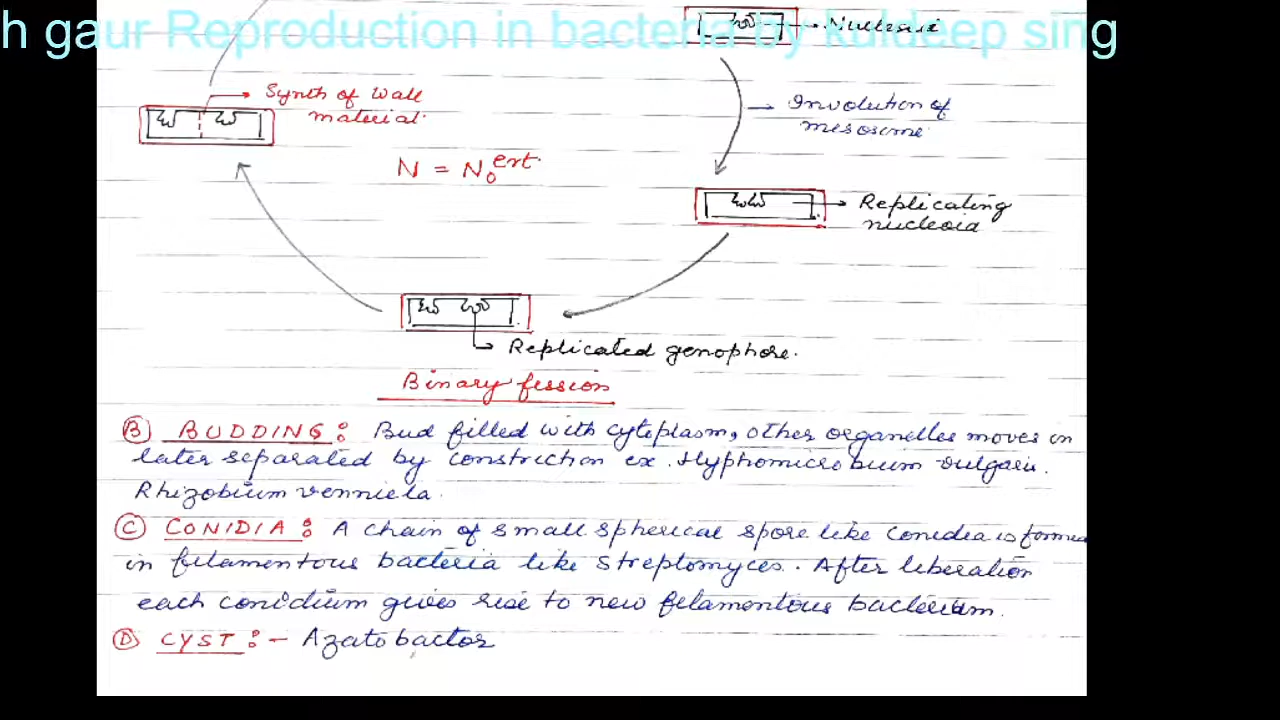 h gaur Reproduction in bacteria by kuldeep sing
Nucleoid
Synth of Wall
material.
Involution of
mesosome
N = N₀ert.
Replicating
nucleoid
Replicated genophore.
Binary fission
(B) BUDDING: Bud filled with cytoplasm, other organelles moves in
later separated by constriction ex. Hyphomicrobium vulgare.
Rhizobium
(C) CONIDIA: A chain of small spherical spore like conidia is formed
in filamentous bacteria like Streptomyces. After liberation
each conidium gives rise to new filamentous bacterium.
(D) CYST:- Azatobactor